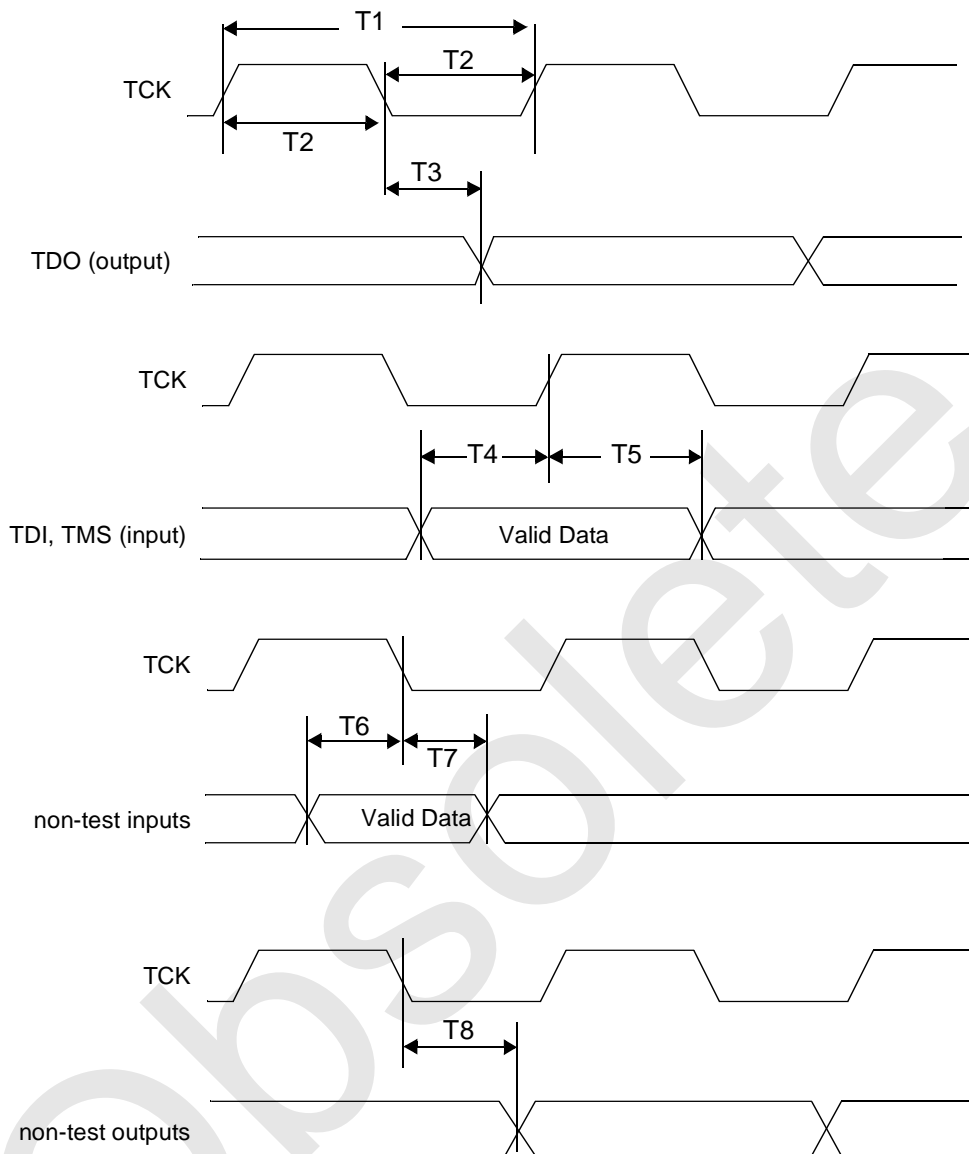 T1
T2
TCK
T2
T3
TDO (output)
TCK
T4
T5
TDI, TMS (input)
Valid Data
TCK
T6
T7
non-test inputs
Valid Data
TCK
T8
non-test outputs
Obsolete